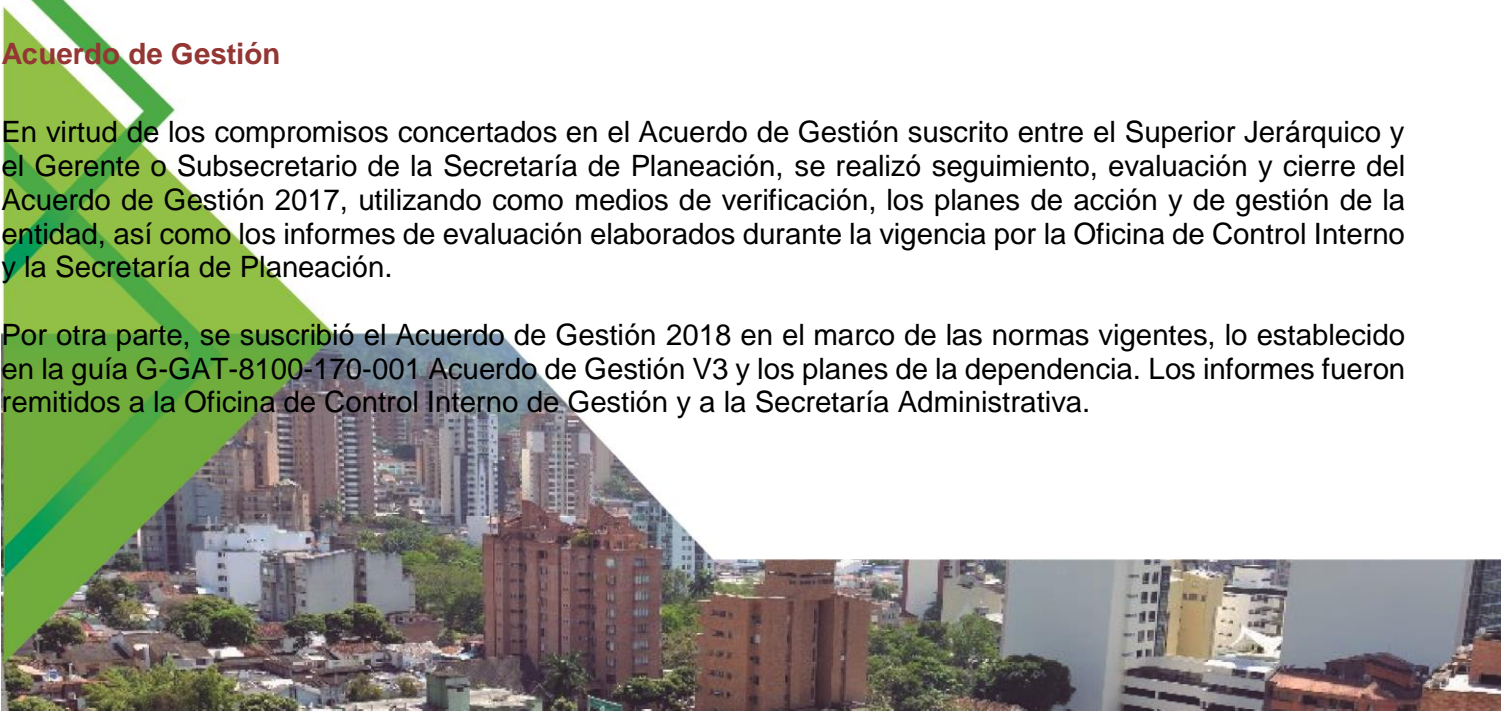 Acuerdo de Gestión
En virtud de los compromisos concertados en el Acuerdo de Gestión suscrito entre el Superior Jerárquico y
el Gerente o Subsecretario de la Secretaría de Planeación, se realizó seguimiento, evaluación y cierre del
Acuerdo de Gestión 2017, utilizando como medios de verificación, los planes de acción y de gestión de la
entidad, así como los informes de evaluación elaborados durante la vigencia por la Oficina de Control Interno
y la Secretaría de Planeación.
Por otra parte, se suscribió el Acuerdo de Gestión 2018 en el marco de las normas vigentes, lo establecido
en la guía G-GAT-8100-170-001 Acuerdo de Gestión V3 y los planes de la dependencia. Los informes fueron
remitidos a la Oficina de Control Interno de Gestión y a la Secretaría Administrativa.